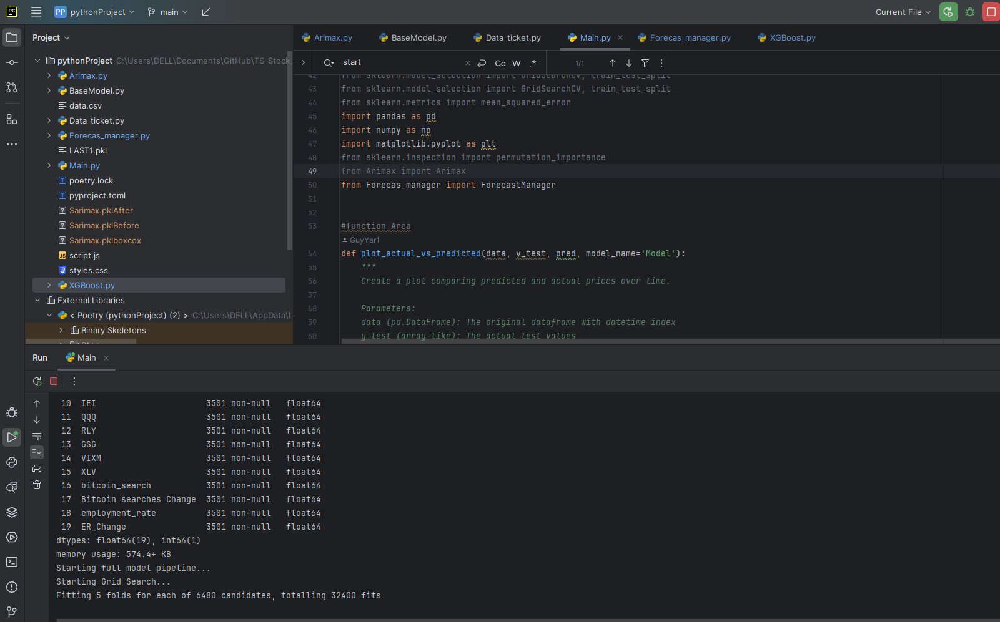 PC
PP pythonProject
main
Current File
Project
pythonProject C:\Users\DELL\Documents\GitHub\TS_Stock_
Arimax.py
BaseModel.py
data.csv
Data_ticket.py
Forecas_manager.py
LAST1.pkl
Main.py
poetry.lock
pyproject.toml
Sarimax.pklAfter
Sarimax.pklBefore
Sarimax.pklboxcox
script.js
styles.css
XGBoost.py
External Libraries
< Poetry (pythonProject) (2) > C:\Users\DELL\AppData\L
Binary Skeletons
Arimax.py BaseModel.py Data_ticket.py Main.py Forecas_manager.py XGBoost.py
start Cc W .* 1/1
42 from sklearn.model_selection import GridSearchCV, train_test_split
43 from sklearn.model_selection import GridSearchCV, train_test_split
44 from sklearn.metrics import mean_squared_error
45 import pandas as pd
46 import numpy as np
47 import matplotlib.pyplot as plt
48 from sklearn.inspection import permutation_importance
49 from Arimax import Arimax
50 from Forecas_manager import ForecastManager
51
52
53 #function Area
GuyYar1
54 def plot_actual_vs_predicted(data, y_test, pred, model_name='Model'):
55 """
56 Create a plot comparing predicted and actual prices over time.
57
58 Parameters:
59 data (pd.DataFrame): The original dataframe with datetime index
60 y_test (array-like): The actual test values
Run Main
10 IEI 3501 non-null float64
11 QQQ 3501 non-null float64
12 RLY 3501 non-null float64
13 GSG 3501 non-null float64
14 VIXM 3501 non-null float64
15 XLV 3501 non-null float64
16 bitcoin_search 3501 non-null float64
17 Bitcoin searches Change 3501 non-null float64
18 employment_rate 3501 non-null float64
19 ER_Change 3501 non-null float64
dtypes: float64(19), int64(1)
memory usage: 574.4+ KB
Starting full model pipeline...
Starting Grid Search...
Fitting 5 folds for each of 6480 candidates, totalling 32400 fits